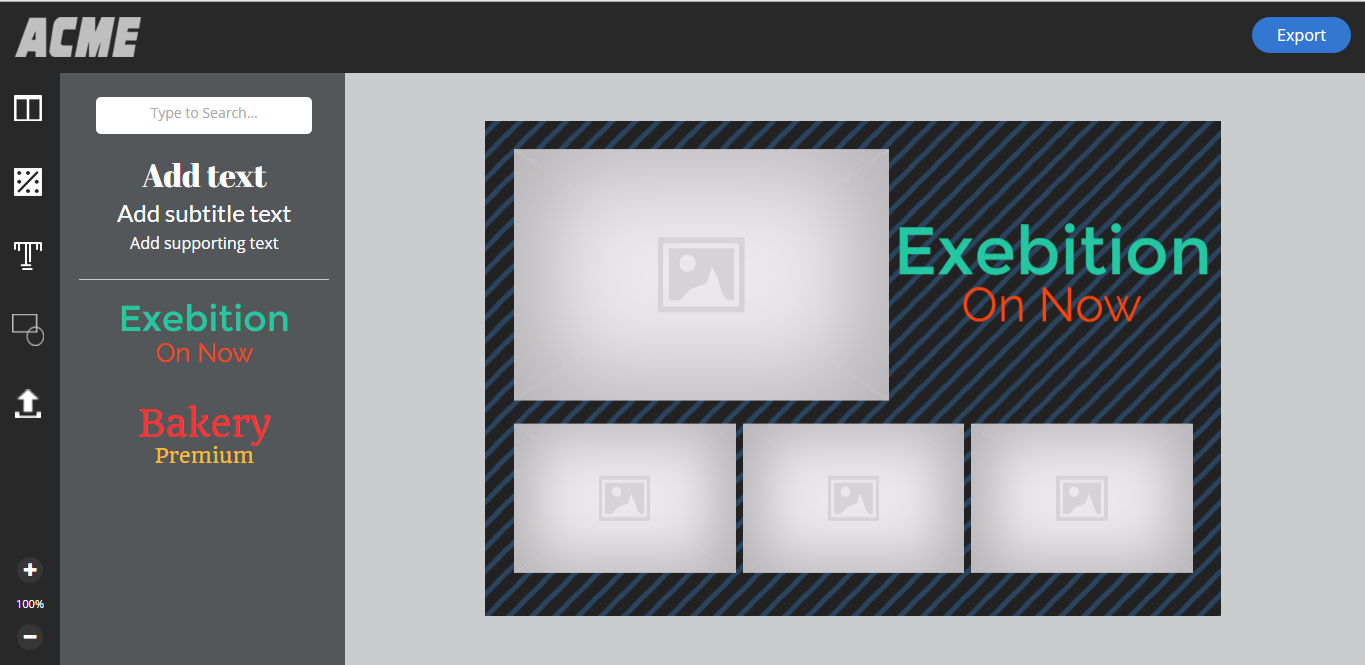 ACME
Export
Type to Search...
Add text
Add subtitle text
Add supporting text
Exebition
On Now
Bakery
Premium
100%
Exebition
On Now